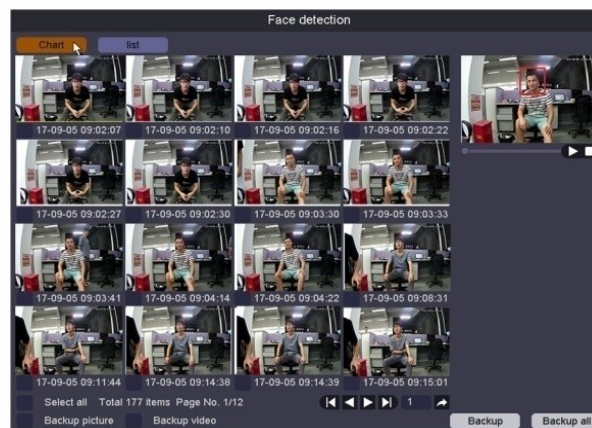 Face detection
Chart list
17-09-05 09:02:07 17-09-05 09:02:10 17-09-05 09:02:16 17-09-05 09:02:22
17-09-05 09:02:27 17-09-05 09:02:30 17-09-05 09:03:30 17-09-05 09:03:33
17-09-05 09:03:41 17-09-05 09:04:14 17-09-05 09:04:22 17-09-05 09:08:31
17-09-05 09:11:44 17-09-05 09:14:38 17-09-05 09:14:39 17-09-05 09:15:01
Select all Total 177 items Page No. 1/12 1
Backup picture Backup video Backup Backup all